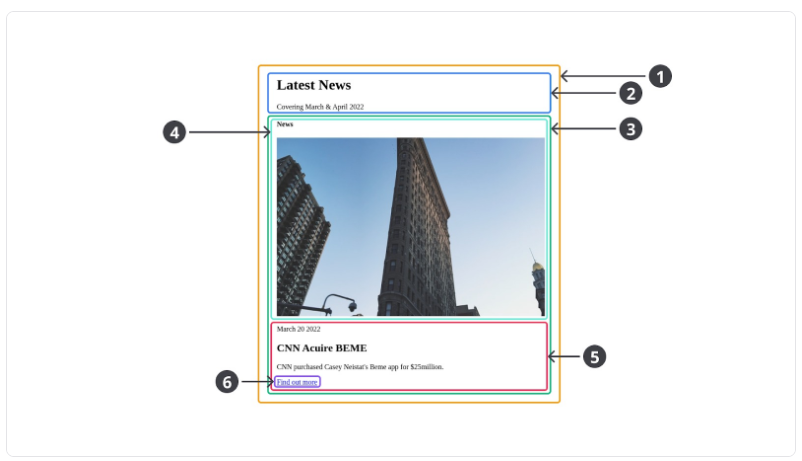 1
Latest News
2
Covering March & April 2022
News
3
4
March 20 2022
CNN Acuire BEME
5
CNN purchased Casey Neistat's Beme app for $25million.
6
Find out more